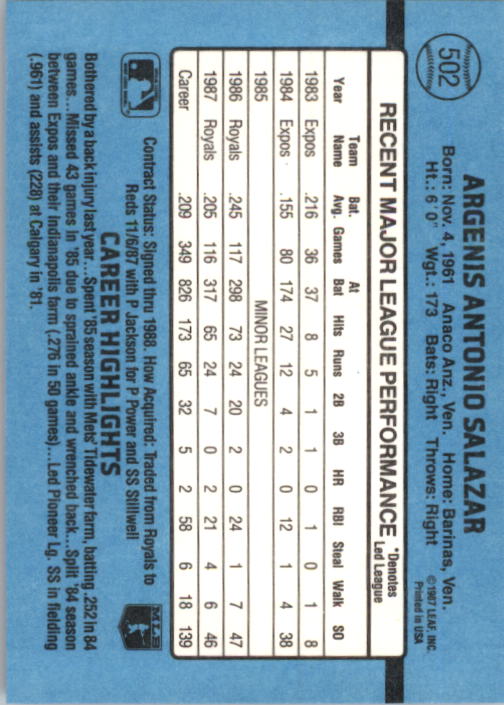 502
ARGENIS ANTONIO SALAZAR
Born: Nov. 4, 1961 Anaco Anz., Ven. Home: Barinas, Ven.
Ht.: 6' 0" Wgt.: 173 Bats: Right Throws: Right
© 1987 LEAF, INC.
Printed in USA
RECENT MAJOR LEAGUE PERFORMANCE *Denotes Led League
Year Team Name Bat. Avg. Games At Bat Hits Runs 2B 3B HR RBI Steal Walk SO
1983 Expos .216 36 37 8 5 1 1 0 1 0 1 8
1984 Expos .155 80 174 27 12 4 2 0 12 1 4 38
1985 MINOR LEAGUES
1986 Royals .245 117 298 73 24 20 2 0 24 1 7 47
1987 Royals .205 116 317 65 24 7 0 2 21 4 6 46
Career .209 349 826 173 65 32 5 2 58 6 18 139
Contract Status: Signed thru 1988. How Acquired: Traded from Royals to
Reds 11/6/87 with P Jackson for P Power and SS Stillwell
MLB
CAREER HIGHLIGHTS
Bothered by a back injury last year...Spent '85 season with Mets' Tidewater farm, batting .252 in 84
games...Missed 43 games in '85 due to sprained ankle and wrenched back...Split '84 season
between Expos and their Indianapolis farm (.276 in 50 games)...Led Pioneer Lg. SS in fielding
(.961) and assists (228) at Calgary in '81.